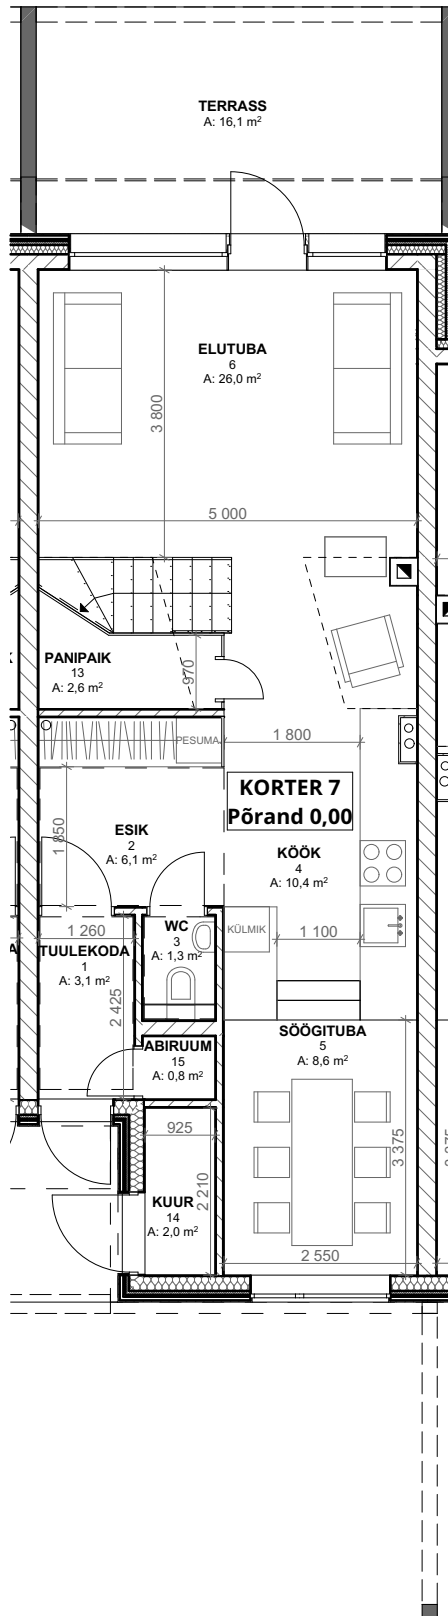 TERRASS
A: 16,1 m²
ELUTUBA
6
A: 26,0 m²
3 800
5 000
PANIPAIK
13
A: 2,6 m²
970
PESUMA
1 800
KORTER 7
Põrand 0,00
1 850
ESIK
2
A: 6,1 m²
KÖÖK
4
A: 10,4 m²
KÜLMIK
1 100
WC
3
A: 1,3 m²
1 260
TUULEKODA
1
A: 3,1 m²
2 425
SÖÖGITUBA
5
A: 8,6 m²
ABIRUUM
15
A: 0,8 m²
925
3 375
KUUR
14
A: 2,0 m²
2 210
2 550